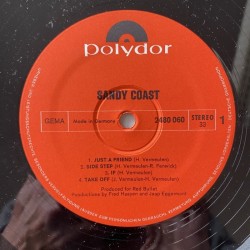 polydor
SANDY COAST
GEMA
Made in Germany
2480 060
STEREO
33
1
1. JUST A FRIEND (H. Vermeulen)
2. SIDE STEP (H. Vermeulen-R. Fenerick)
3. IF (H. Vermeulen)
4. TAKE OFF (J. Vermeulen)
Produced for Red Bullet
Productions by Fred Haayen and Jaap Eggermont